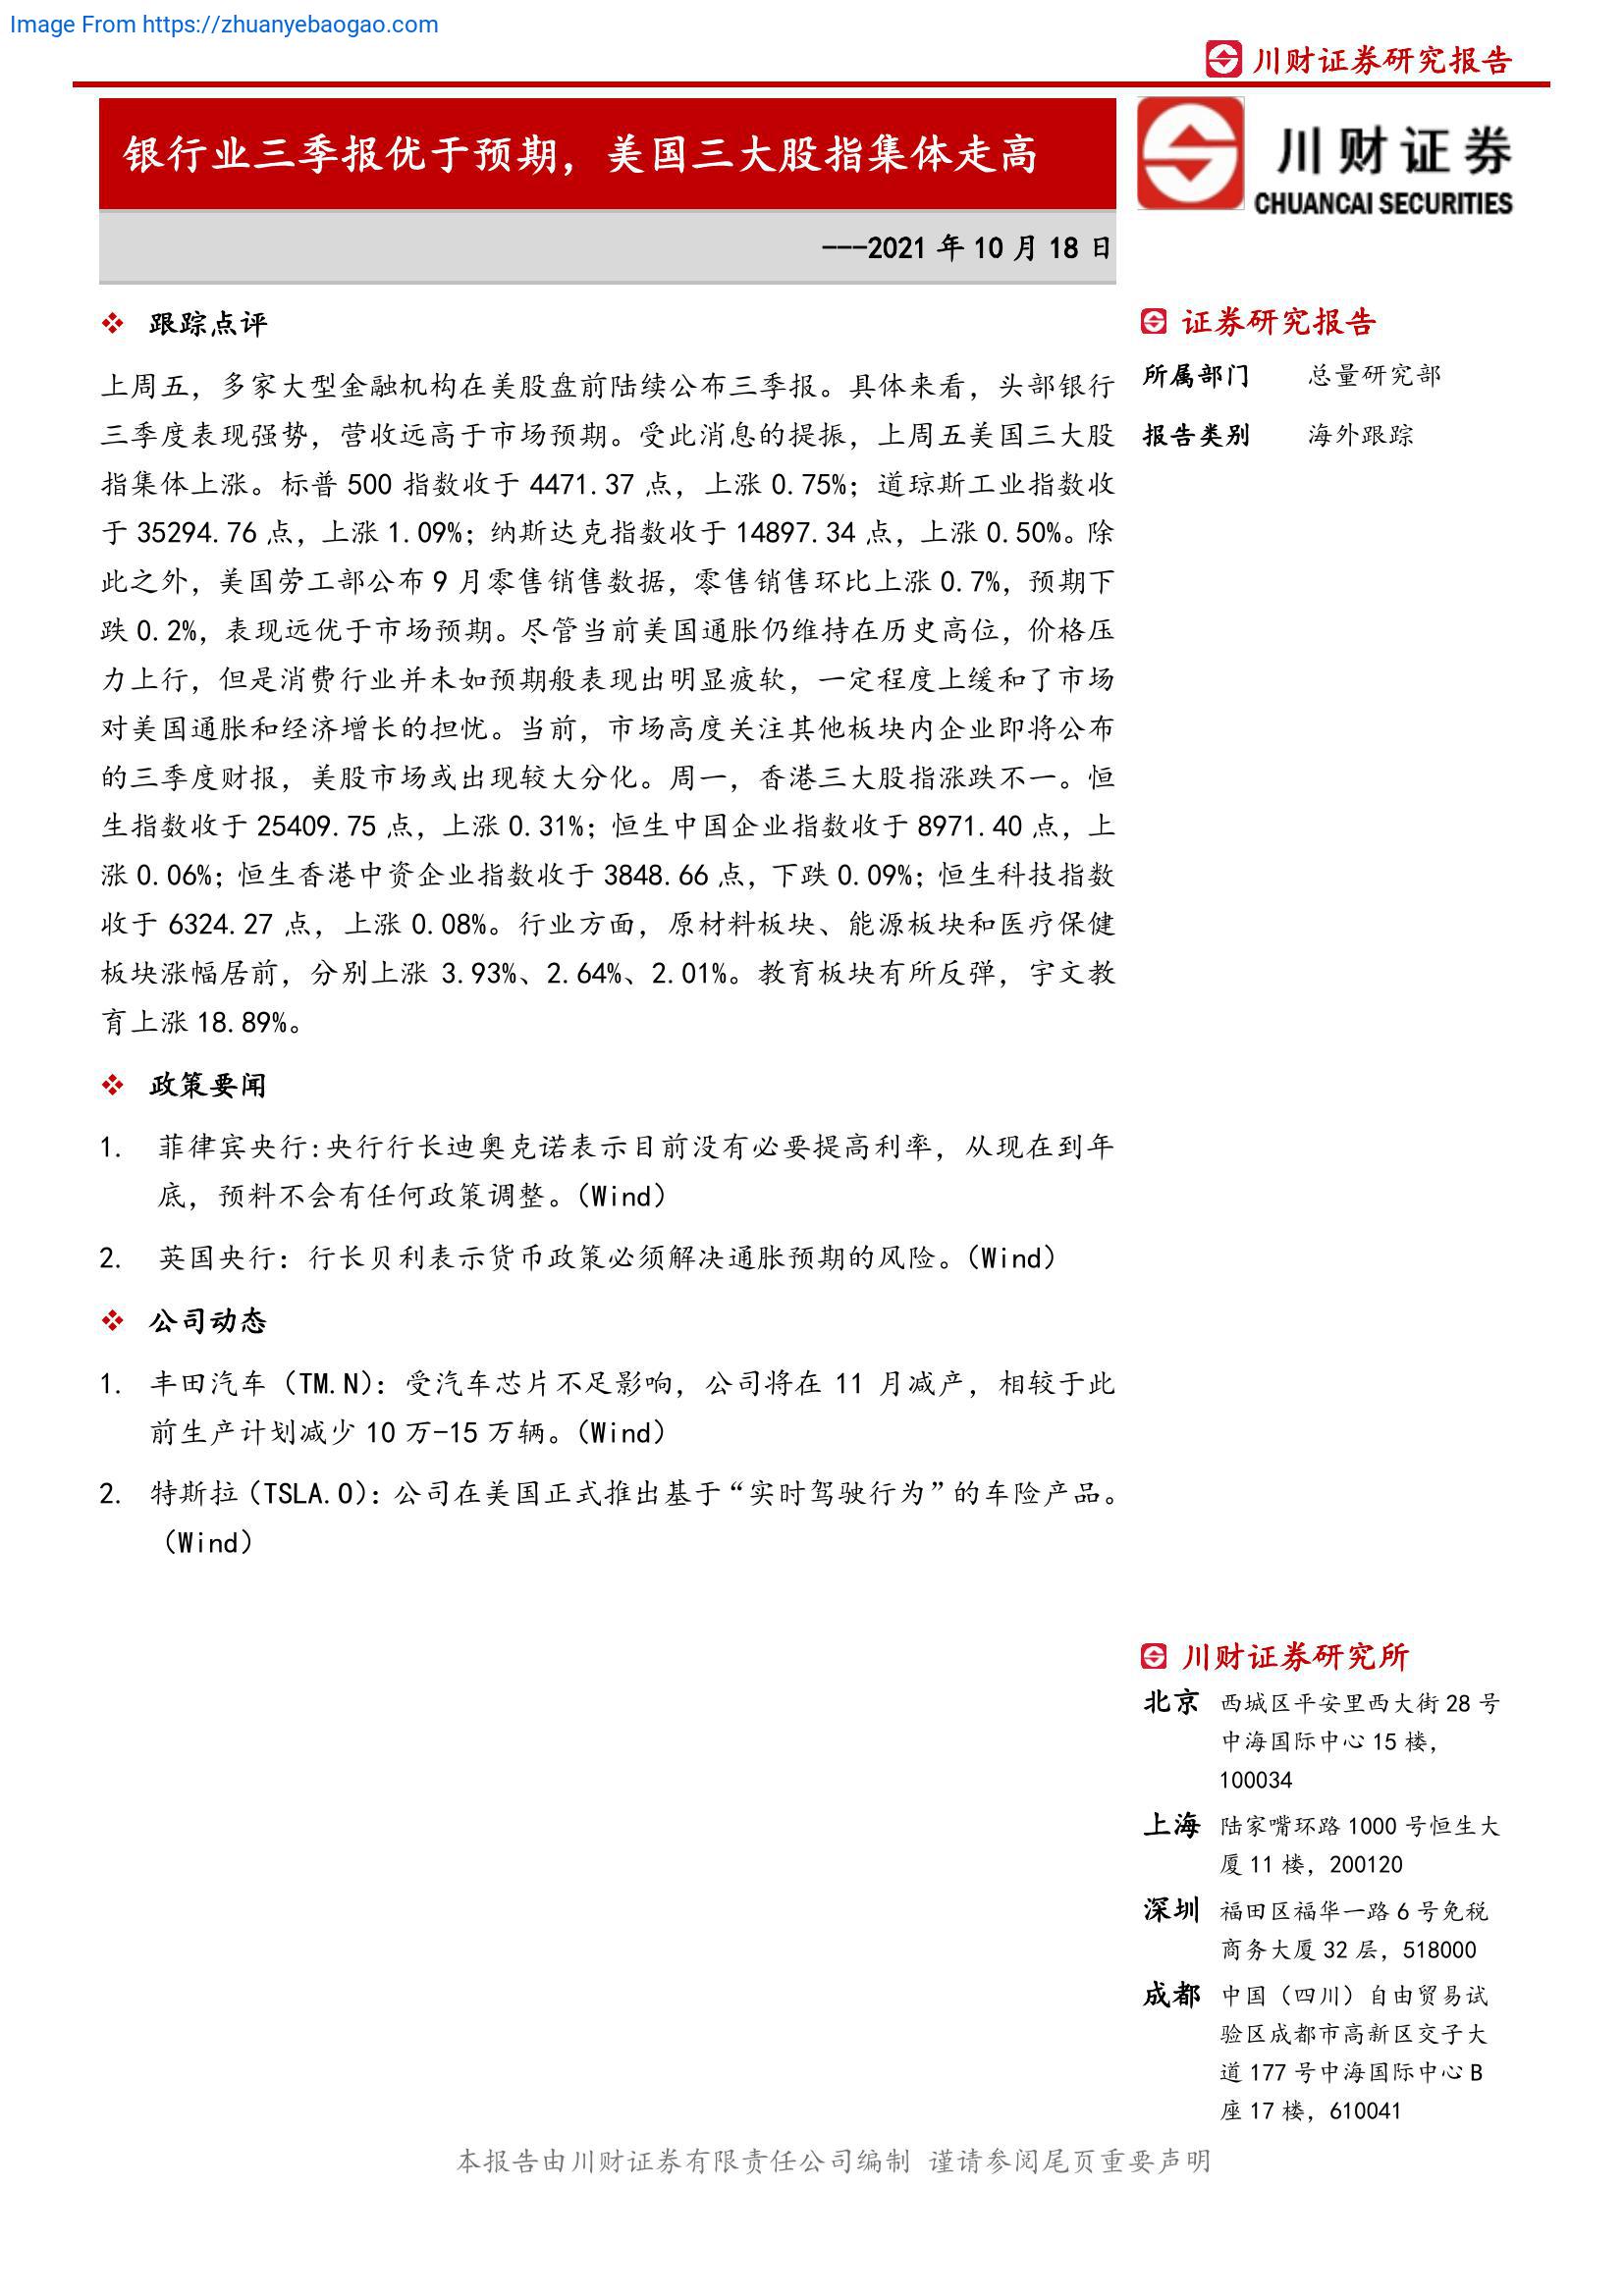 Image From https://zhuanyebaogao.com
川财证券研究报告
银行业三季报优于预期，美国三大股指集体走高
川财证券
CHUANCAI SECURITIES
---2021 年 10 月 18 日
❖ 跟踪点评
上周五，多家大型金融机构在美股盘前陆续公布三季报。具体来看，头部银行
三季度表现强势，营收远高于市场预期。受此消息的提振，上周五美国三大股
指集体上涨。标普 500 指数收于 4471.37 点，上涨 0.75%；道琼斯工业指数收
于 35294.76 点，上涨 1.09%；纳斯达克指数收于 14897.34 点，上涨 0.50%。除
此之外，美国劳工部公布 9 月零售销售数据，零售销售环比上涨 0.7%，预期下
跌 0.2%，表现远优于市场预期。尽管当前美国通胀仍维持在历史高位，价格压
力上行，但是消费行业并未如预期般表现出明显疲软，一定程度上缓和了市场
对美国通胀和经济增长的担忧。当前，市场高度关注其他板块内企业即将公布
的三季度财报，美股市场或出现较大分化。周一，香港三大股指涨跌不一。恒
生指数收于 25409.75 点，上涨 0.31%；恒生中国企业指数收于 8971.40 点，上
涨 0.06%；恒生香港中资企业指数收于 3848.66 点，下跌 0.09%；恒生科技指数
收于 6324.27 点，上涨 0.08%。行业方面，原材料板块、能源板块和医疗保健
板块涨幅居前，分别上涨 3.93%、2.64%、2.01%。教育板块有所反弹，宇文教
育上涨 18.89%。
❖ 政策要闻
1. 菲律宾央行:央行行长迪奥克诺表示目前没有必要提高利率，从现在到年
底，预料不会有任何政策调整。（Wind）
2. 英国央行：行长贝利表示货币政策必须解决通胀预期的风险。（Wind）
❖ 公司动态
1. 丰田汽车（TM.N）：受汽车芯片不足影响，公司将在 11 月减产，相较于此
前生产计划减少 10 万-15 万辆。（Wind）
2. 特斯拉（TSLA.O）：公司在美国正式推出基于“实时驾驶行为”的车险产品。
（Wind）
证券研究报告
所属部门 总量研究部
报告类别 海外跟踪
川财证券研究所
北京 西城区平安里西大街 28 号
中海国际中心 15 楼，
100034
上海 陆家嘴环路 1000 号恒生大
厦 11 楼，200120
深圳 福田区福华一路 6 号免税
商务大厦 32 层，518000
成都 中国（四川）自由贸易试
验区成都市高新区交子大
道 177 号中海国际中心 B
座 17 楼，610041
本报告由川财证券有限责任公司编制 谨请参阅尾页重要声明